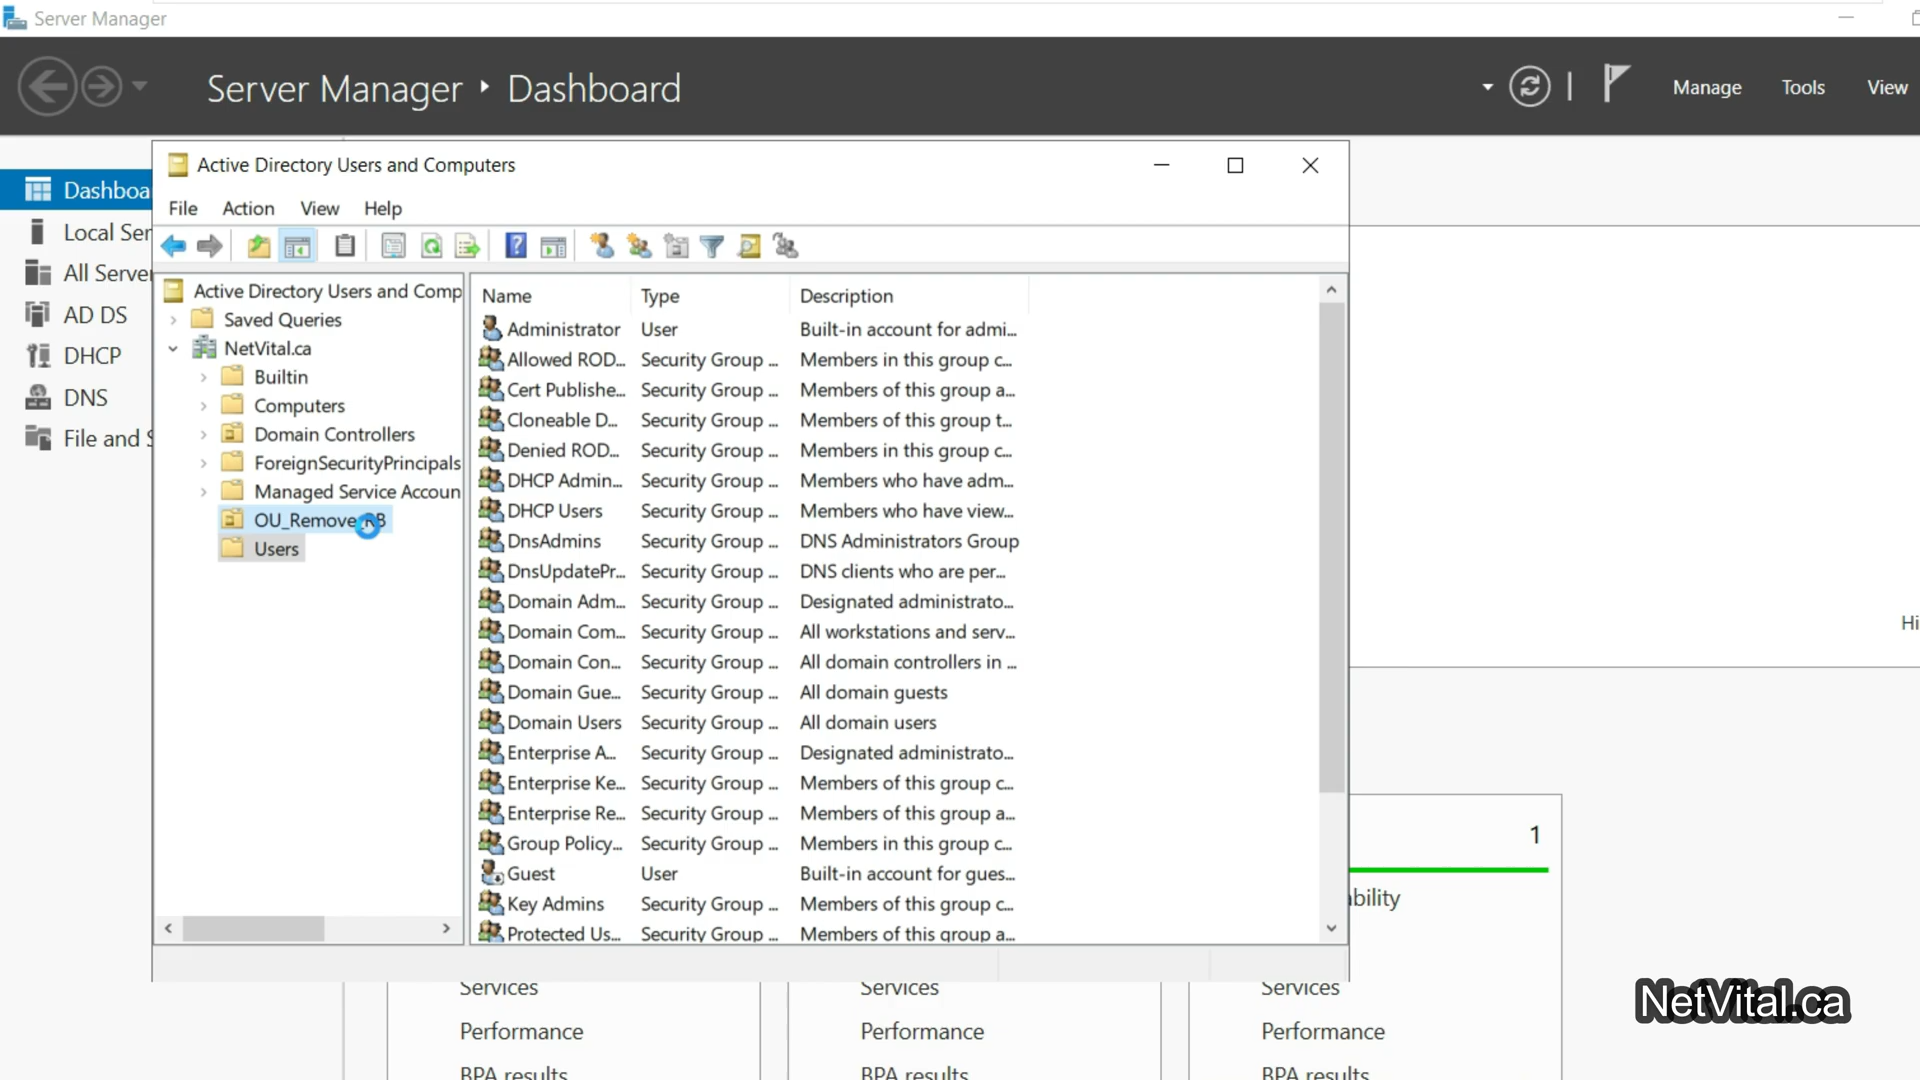 Server Manager
Server Manager ‣ Dashboard
Manage Tools View
Dashboa
Local Ser
All Server
AD DS
DHCP
DNS
File and S
Active Directory Users and Computers
File Action View Help
Active Directory Users and Comp
Saved Queries
NetVital.ca
Builtin
Computers
Domain Controllers
ForeignSecurityPrincipals
Managed Service Accoun
OU_Remove_RB
Users
Name Type Description
Administrator User Built-in account for admi...
Allowed ROD... Security Group ... Members in this group c...
Cert Publishe... Security Group ... Members of this group a...
Cloneable D... Security Group ... Members of this group t...
Denied ROD... Security Group ... Members in this group c...
DHCP Admin... Security Group ... Members who have adm...
DHCP Users Security Group ... Members who have view...
DnsAdmins Security Group ... DNS Administrators Group
DnsUpdatePr... Security Group ... DNS clients who are per...
Domain Adm... Security Group ... Designated administrato...
Domain Com... Security Group ... All workstations and serv...
Domain Con... Security Group ... All domain controllers in ...
Domain Gue... Security Group ... All domain guests
Domain Users Security Group ... All domain users
Enterprise A... Security Group ... Designated administrato...
Enterprise Ke... Security Group ... Members of this group c...
Enterprise Re... Security Group ... Members of this group a...
Group Policy... Security Group ... Members in this group c...
Guest User Built-in account for gues...
Key Admins Security Group ... Members of this group c...
Protected Us... Security Group ... Members of this group a...
Hi
1
ability
Services Services Services
Performance Performance Performance
BPA results BPA results BPA results
NetVital.ca